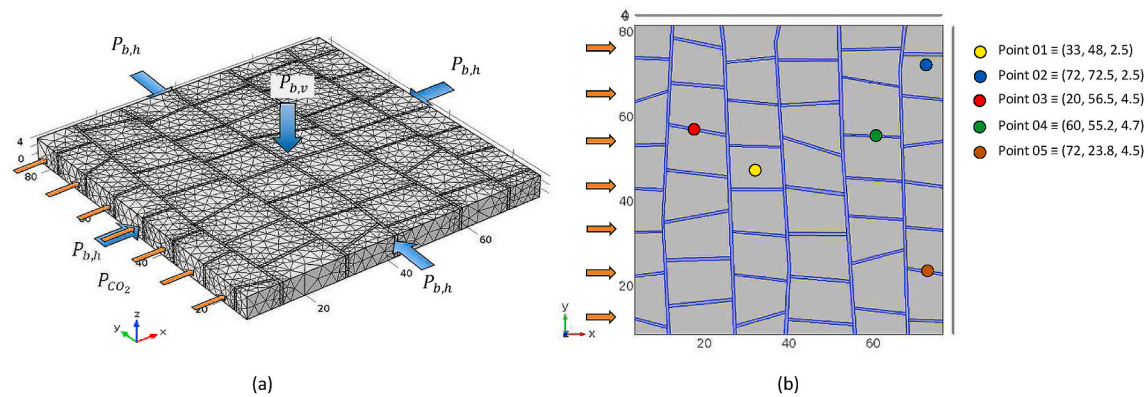 P_{b,h}
P_{b,v}
P_{b,h}
4
0
80
60
40
20
P_{b,h}
P_{CO_2}
P_{b,h}
20
40
60
z
y
x
(a)
80
60
40
20
20
40
60
y
x
Point 01 ≡ (33, 48, 2.5)
Point 02 ≡ (72, 72.5, 2.5)
Point 03 ≡ (20, 56.5, 4.5)
Point 04 ≡ (60, 55.2, 4.7)
Point 05 ≡ (72, 23.8, 4.5)
(b)